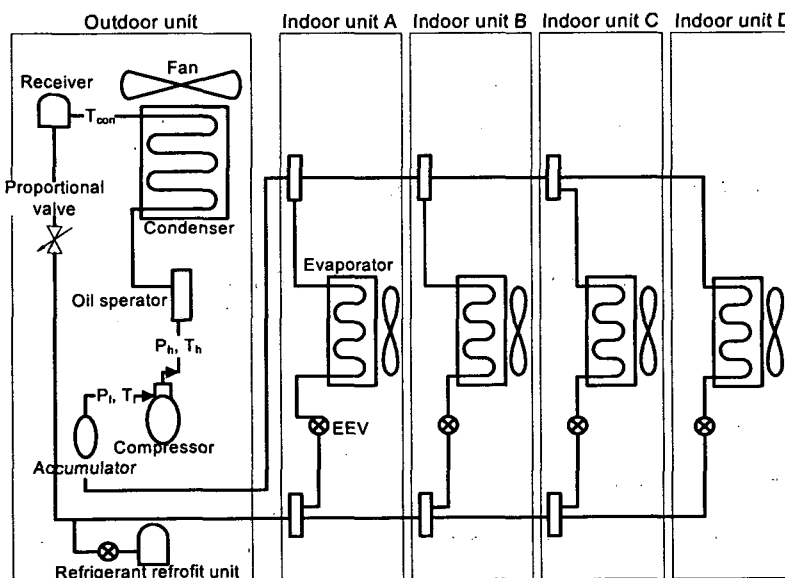 Outdoor unit
Indoor unit A
Indoor unit B
Indoor unit C
Indoor unit D
Fan
Receiver
T_con
Proportional
valve
Condenser
Evaporator
Oil sperator
P_h, T_h
P_l, T_l
EEV
Compressor
Accumulator
Refrigerant refrofit unit